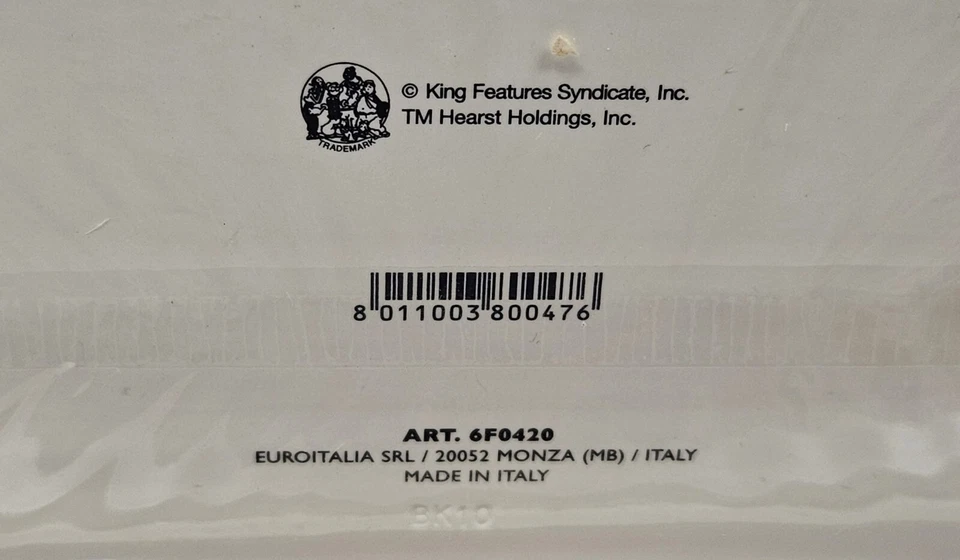 TRADEMARK
© King Features Syndicate, Inc.
TM Hearst Holdings, Inc.
8 011003 800476
ART. 6F0420
EUROITALIA SRL / 20052 MONZA (MB) / ITALY
MADE IN ITALY
BK10